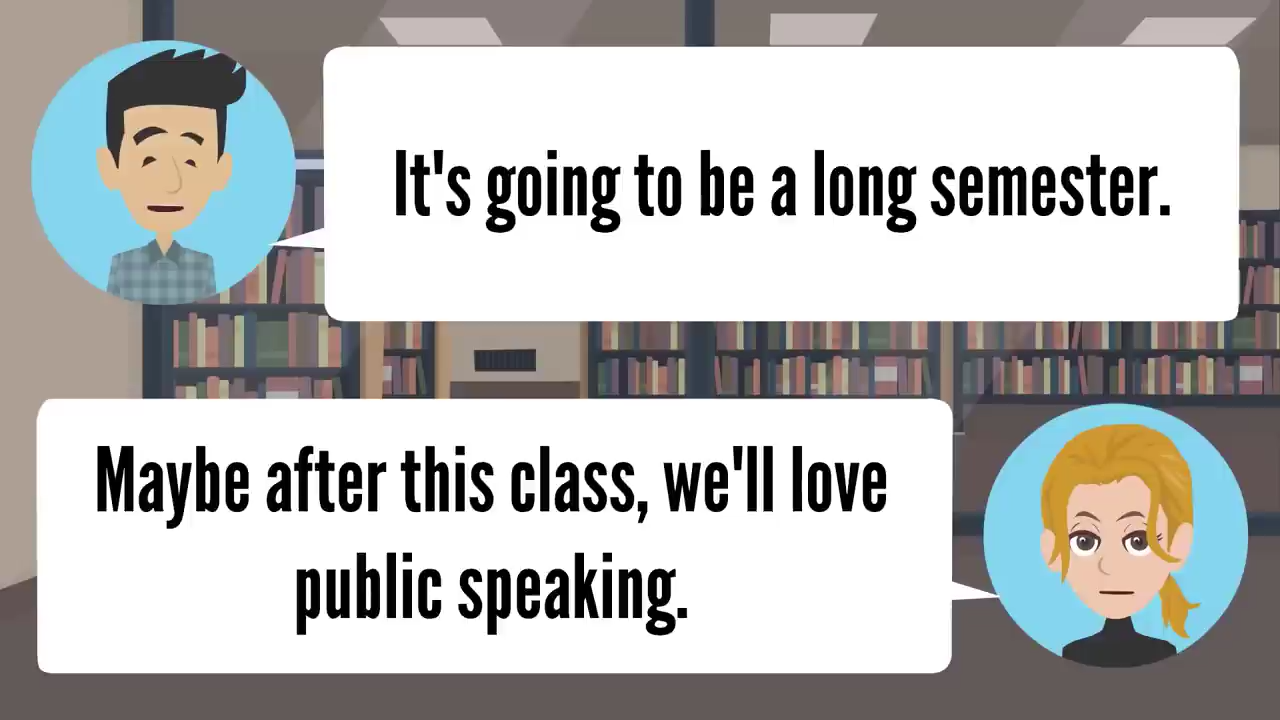 It's going to be a long semester.
Maybe after this class, we'll love
public speaking.